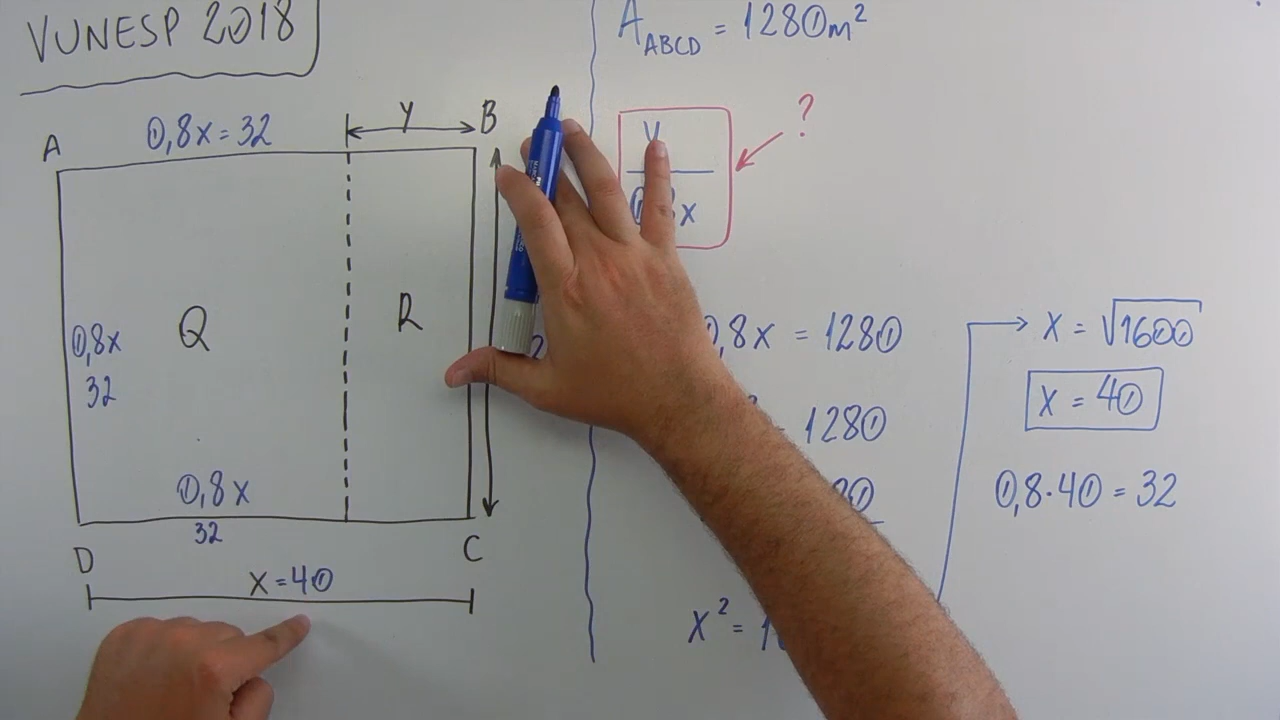 VUNESP 2018
A
0,8x = 32
Y
B
Q
R
0,8x
32
0,8x
32
D
C
x = 40
A ABCD = 1280m²
?
x
0,8x = 1280
= 1280
x² =
x = √1600
x = 40
0,8·40 = 32